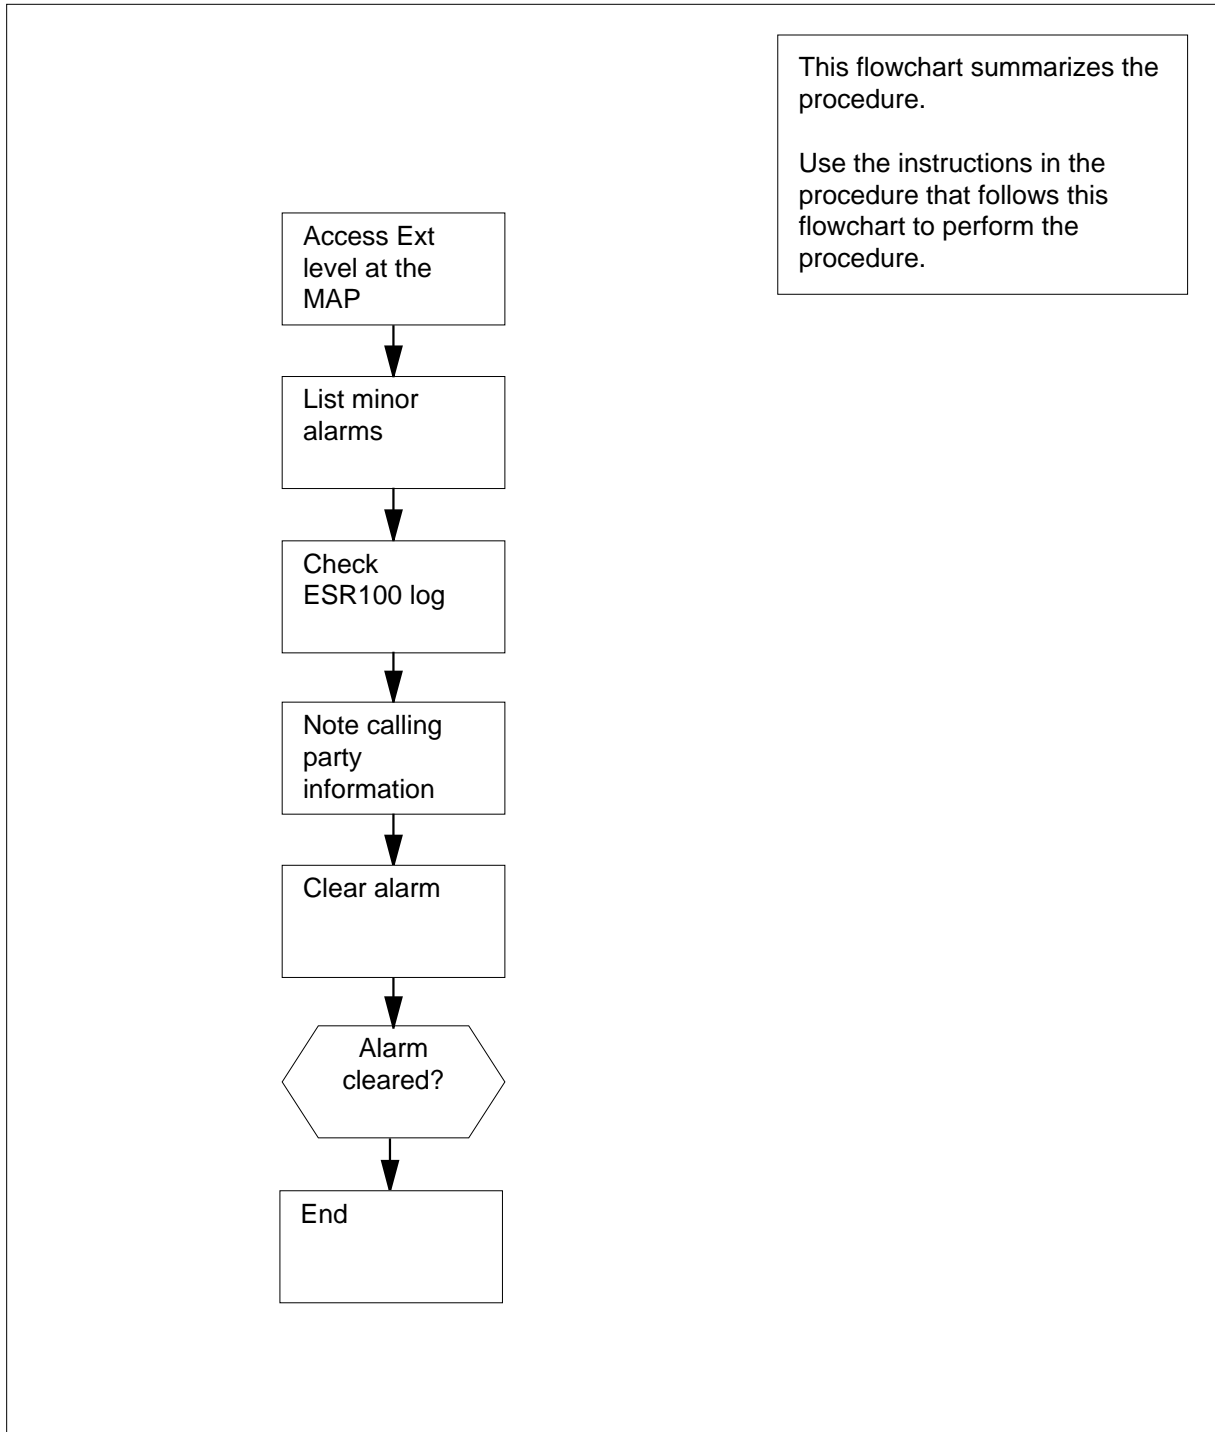 This flowchart summarizes the
procedure.
Use the instructions in the
procedure that follows this
flowchart to perform the
procedure.
Access Ext
level at the
MAP
List minor
alarms
Check
ESR100 log
Note calling
party
information
Clear alarm
Alarm
cleared?
End